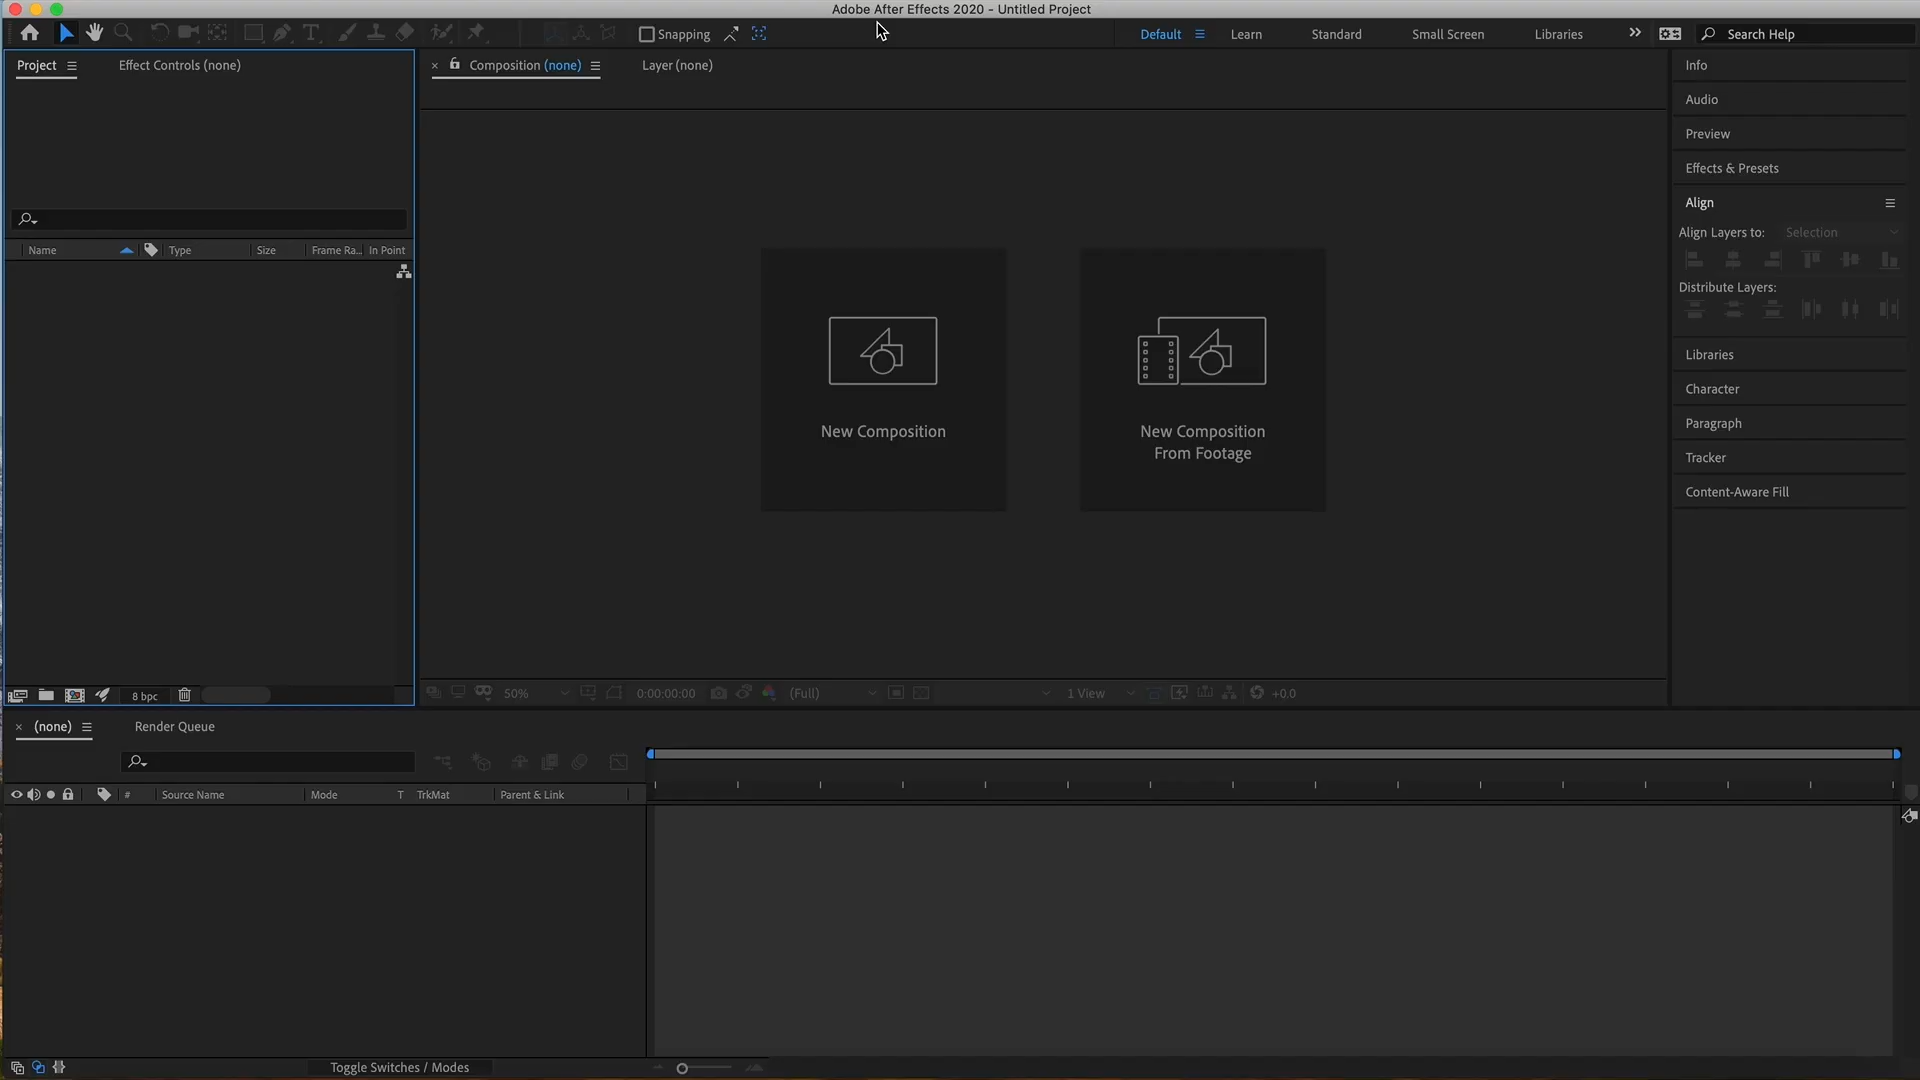 Adobe After Effects 2020 - Untitled Project
Snapping
Default
Learn
Standard
Small Screen
Libraries
Search Help
Project
Effect Controls (none)
Composition (none)
Layer (none)
Name
Type
Size
Frame Ra...
In Point
New Composition
New Composition
From Footage
Info
Audio
Preview
Effects & Presets
Align
Align Layers to:
Selection
Distribute Layers:
Libraries
Character
Paragraph
Tracker
Content-Aware Fill
8 bpc
50%
0:00:00:00
(Full)
1 View
+0.0
(none)
Render Queue
#
Source Name
Mode
T
TrkMat
Parent & Link
Toggle Switches / Modes